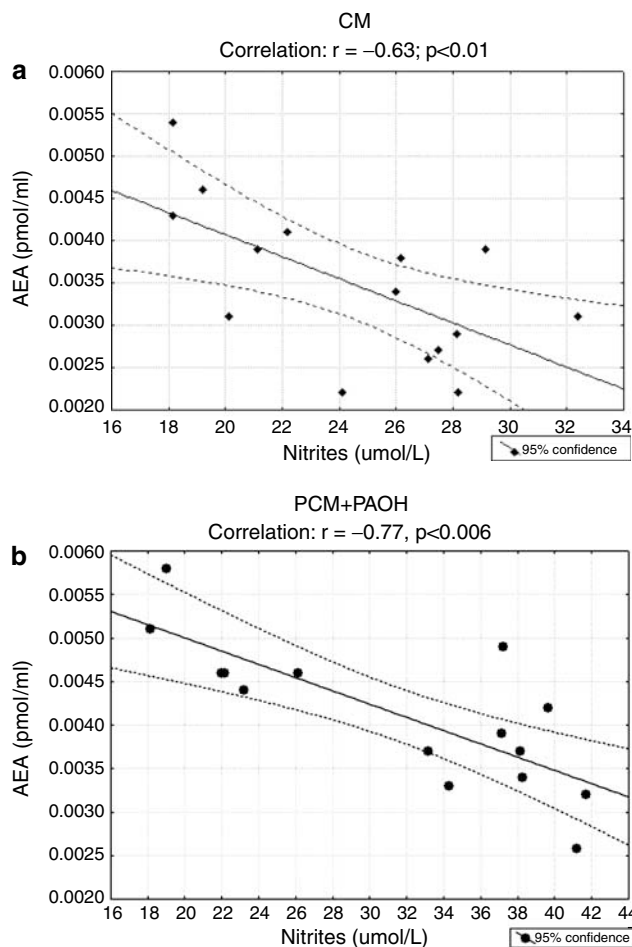 CM
Correlation: r = −0.63; p<0.01
a
0.0060
0.0055
0.0050
0.0045
0.0040
0.0035
0.0030
0.0025
0.0020
AEA (pmol/ml)
16 18 20 22 24 26 28 30 32 34
Nitrites (umol/L)
95% confidence
PCM+PAOH
Correlation: r = −0.77, p<0.006
b
0.0060
0.0055
0.0050
0.0045
0.0040
0.0035
0.0030
0.0025
0.0020
AEA (pmol/ml)
16 18 20 22 24 26 28 30 32 34 36 38 40 42 44
Nitrites (umol/L)
95% confidence